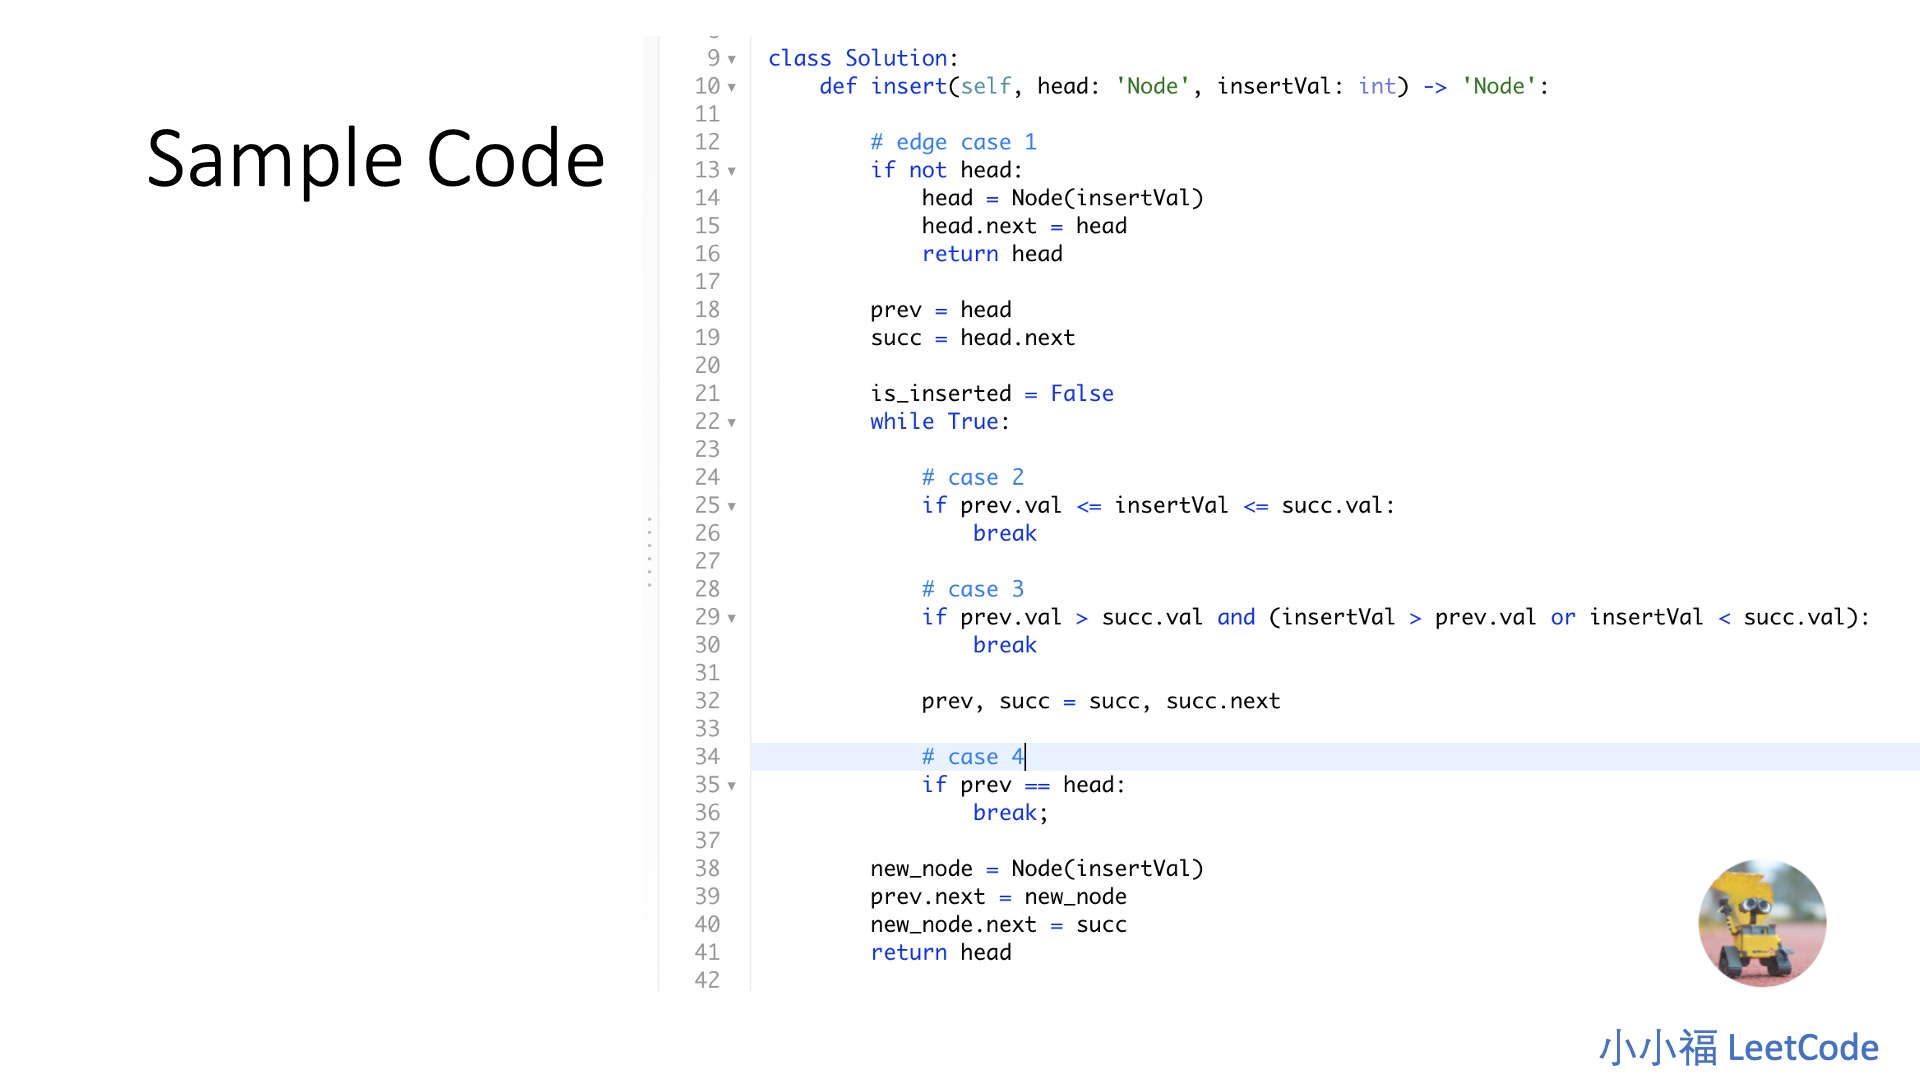 Sample Code
9 class Solution:
10 def insert(self, head: 'Node', insertVal: int) -> 'Node':
11
12 # edge case 1
13 if not head:
14 head = Node(insertVal)
15 head.next = head
16 return head
17
18 prev = head
19 succ = head.next
20
21 is_inserted = False
22 while True:
23
24 # case 2
25 if prev.val <= insertVal <= succ.val:
26 break
27
28 # case 3
29 if prev.val > succ.val and (insertVal > prev.val or insertVal < succ.val):
30 break
31
32 prev, succ = succ, succ.next
33
34 # case 4
35 if prev == head:
36 break;
37
38 new_node = Node(insertVal)
39 prev.next = new_node
40 new_node.next = succ
41 return head
42
小小福 LeetCode